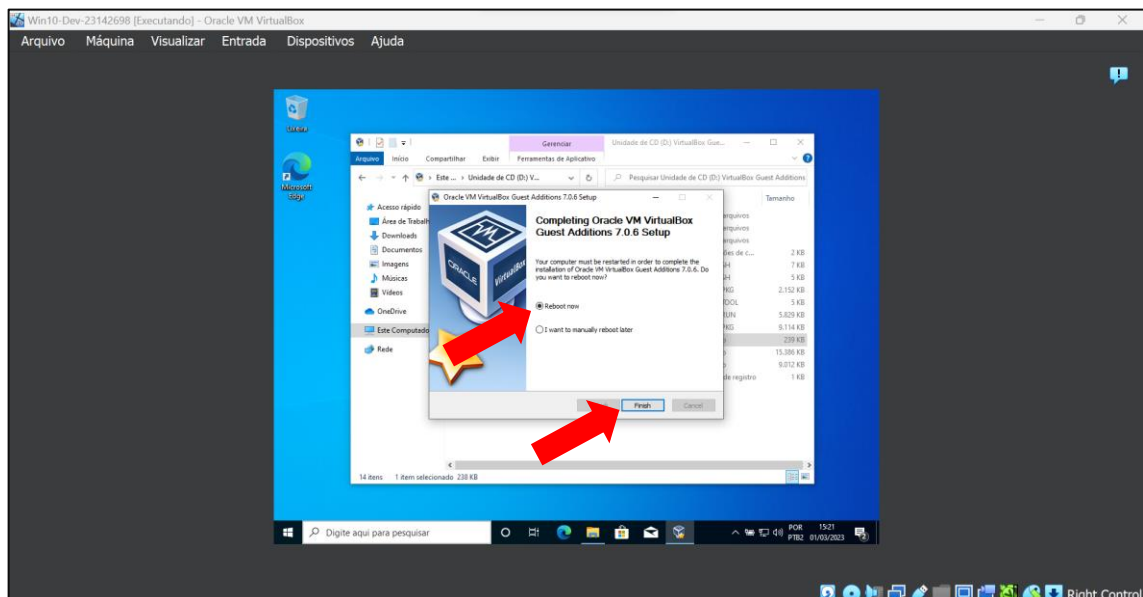 Win10-Dev-23142698 [Executando] - Oracle VM VirtualBox
Arquivo Máquina Visualizar Entrada Dispositivos Ajuda
Lixeira
Microsoft
Edge
Gerenciar
Unidade de CD (D:) VirtualBox Gue...
Arquivo Início Compartilhar Exibir Ferramentas de Aplicativo
Este ... › Unidade de CD (D:) V...
Pesquisar Unidade de CD (D:) VirtualBox Guest Additions
Oracle VM VirtualBox Guest Additions 7.0.6 Setup
Tamanho
Acesso rápido
Downloads
Documentos
Imagens
Músicas
Vídeos
OneDrive
Rede
ORACLE
VirtualBox
Completing Oracle VM VirtualBox
Guest Additions 7.0.6 Setup
Your computer must be restarted in order to complete the
installation of Oracle VM VirtualBox Guest Additions 7.0.6. Do
you want to reboot now?
Reboot now
I want to manually reboot later
Finish Cancel
2 KB
7 KB
5 KB
2.152 KB
5 KB
5.829 KB
9.114 KB
239 KB
15.386 KB
9.012 KB
de registro 1 KB
14 itens 1 item selecionado 238 KB
Digite aqui para pesquisar
POR 15:21
PTB2 01/03/2023
Right Control